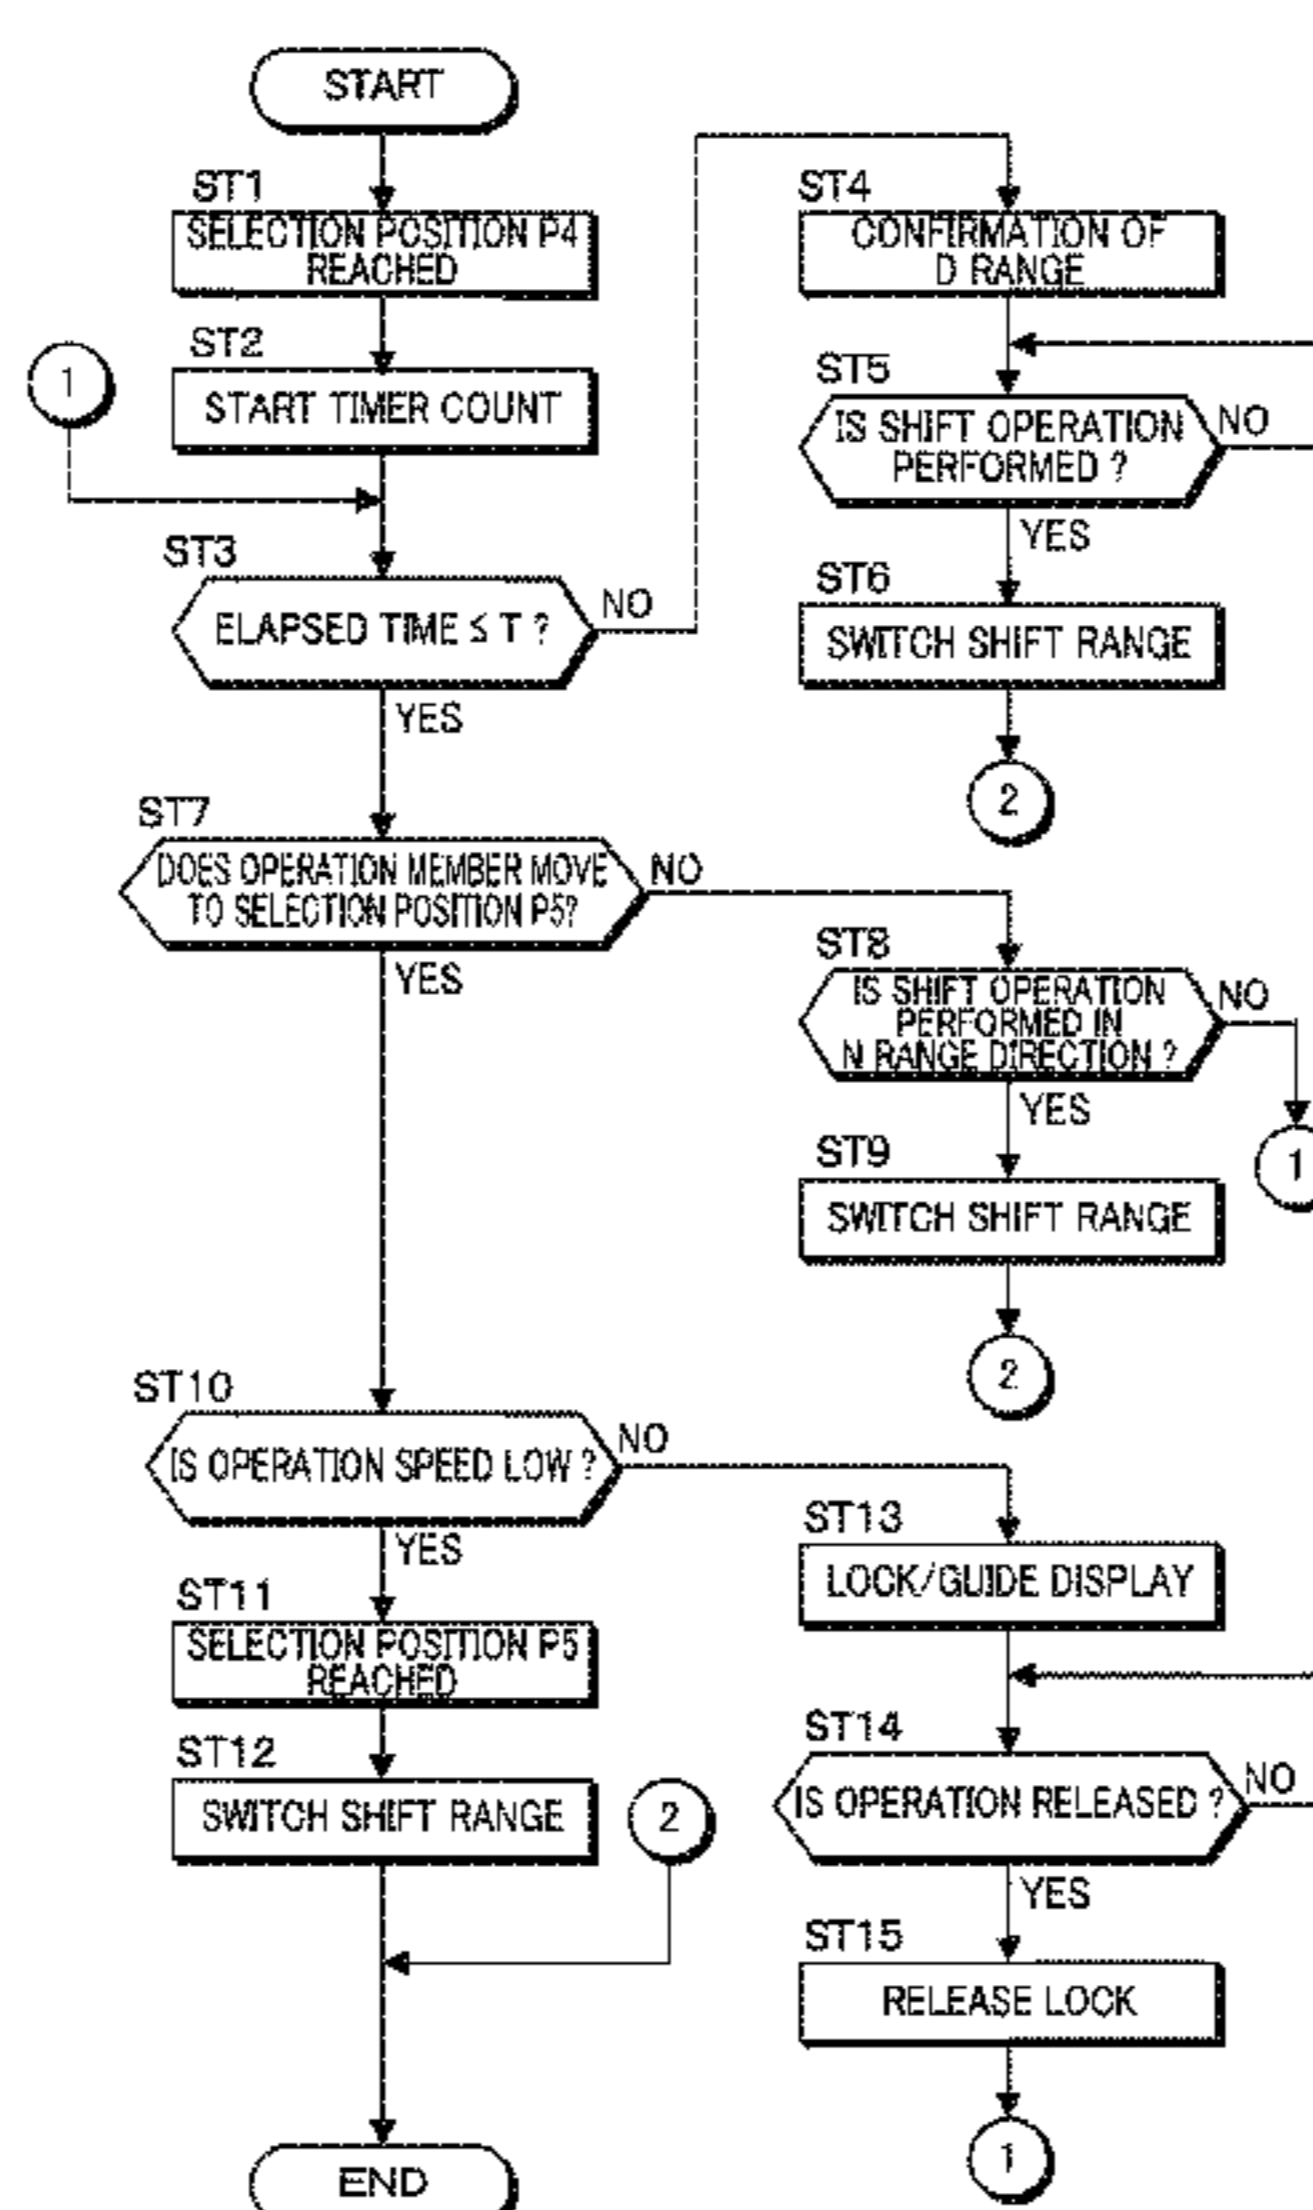 START
ST1
SELECTION POSITION P4
REACHED
ST2
START TIMER COUNT
1
ST3
ELAPSED TIME ≤ T ?
NO
YES
ST4
CONFIRMATION OF
D RANGE
ST5
IS SHIFT OPERATION
PERFORMED ?
NO
YES
ST6
SWITCH SHIFT RANGE
2
ST7
DOES OPERATION MEMBER MOVE
TO SELECTION POSITION P5?
NO
YES
ST8
IS SHIFT OPERATION
PERFORMED IN
N RANGE DIRECTION ?
NO
1
YES
ST9
SWITCH SHIFT RANGE
2
ST10
IS OPERATION SPEED LOW ?
NO
YES
ST11
SELECTION POSITION P5
REACHED
ST12
SWITCH SHIFT RANGE
2
ST13
LOCK/GUIDE DISPLAY
ST14
IS OPERATION RELEASED ?
NO
YES
ST15
RELEASE LOCK
1
END